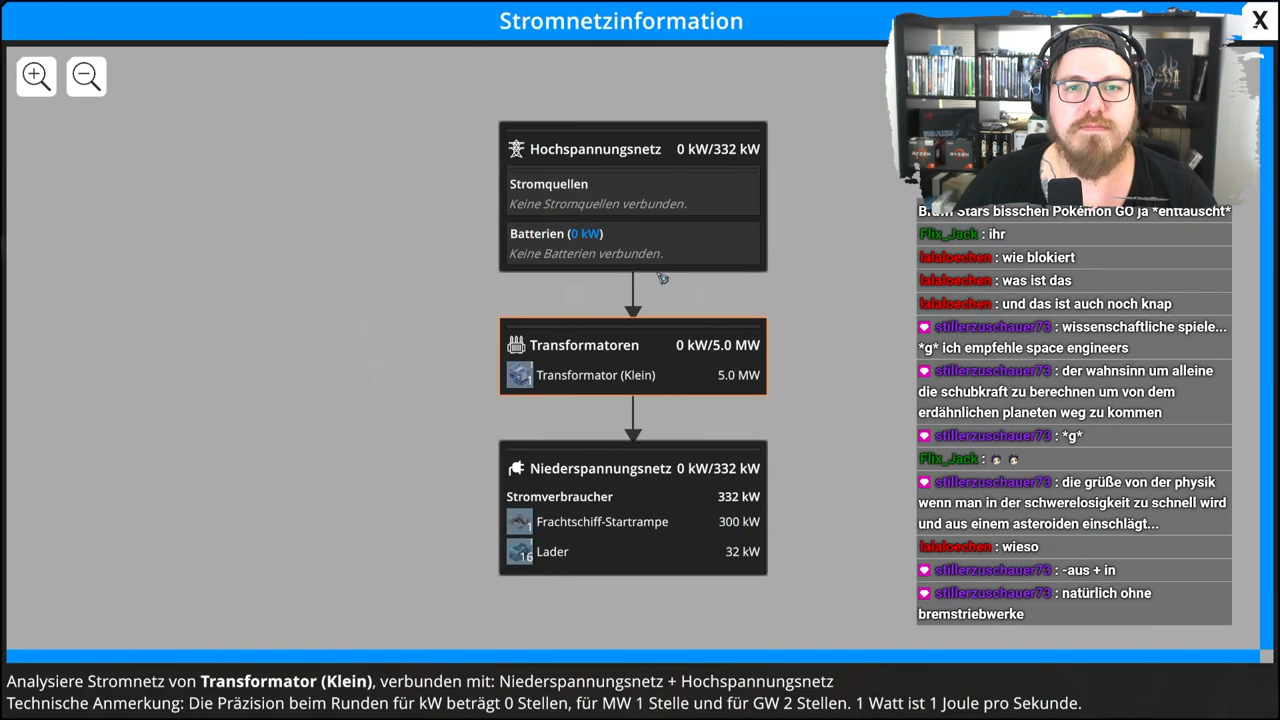 Stromnetzinformation
X
Hochspannungsnetz 0 kW/332 kW
Stromquellen
Keine Stromquellen verbunden.
Batterien (0 kW)
Keine Batterien verbunden.
Transformatoren 0 kW/5.0 MW
1 Transformator (Klein) 5.0 MW
Niederspannungsnetz 0 kW/332 kW
Stromverbraucher 332 kW
1 Frachtschiff-Startrampe 300 kW
16 Lader 32 kW
RYZEN
RYZEN
Stars bisschen Pokémon GO ja *enttäuscht*
Flix_Jack : ihr
lalaloechen : wie blokiert
lalaloechen : was ist das
lalaloechen : und das ist auch noch knap
stillerzuschauer73 : wissenschaftliche spiele...
*g* ich empfehle space engineers
stillerzuschauer73 : der wahnsinn um alleine
die schubkraft zu berechnen um von dem
erdähnlichen planeten weg zu kommen
stillerzuschauer73 : *g*
Flix_Jack :
stillerzuschauer73 : die grüße von der physik
wenn man in der schwerelosigkeit zu schnell wird
und aus einem asteroiden einschlägt...
lalaloechen : wieso
stillerzuschauer73 : -aus + in
stillerzuschauer73 : natürlich ohne
bremstriebwerke
Analysiere Stromnetz von Transformator (Klein), verbunden mit: Niederspannungsnetz + Hochspannungsnetz
Technische Anmerkung: Die Präzision beim Runden für kW beträgt 0 Stellen, für MW 1 Stelle und für GW 2 Stellen. 1 Watt ist 1 Joule pro Sekunde.